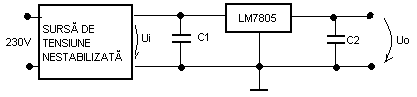 SURSĂ DE
TENSIUNE
NESTABILIZATĂ
230V
Ui
C1
LM7805
C2
Uo